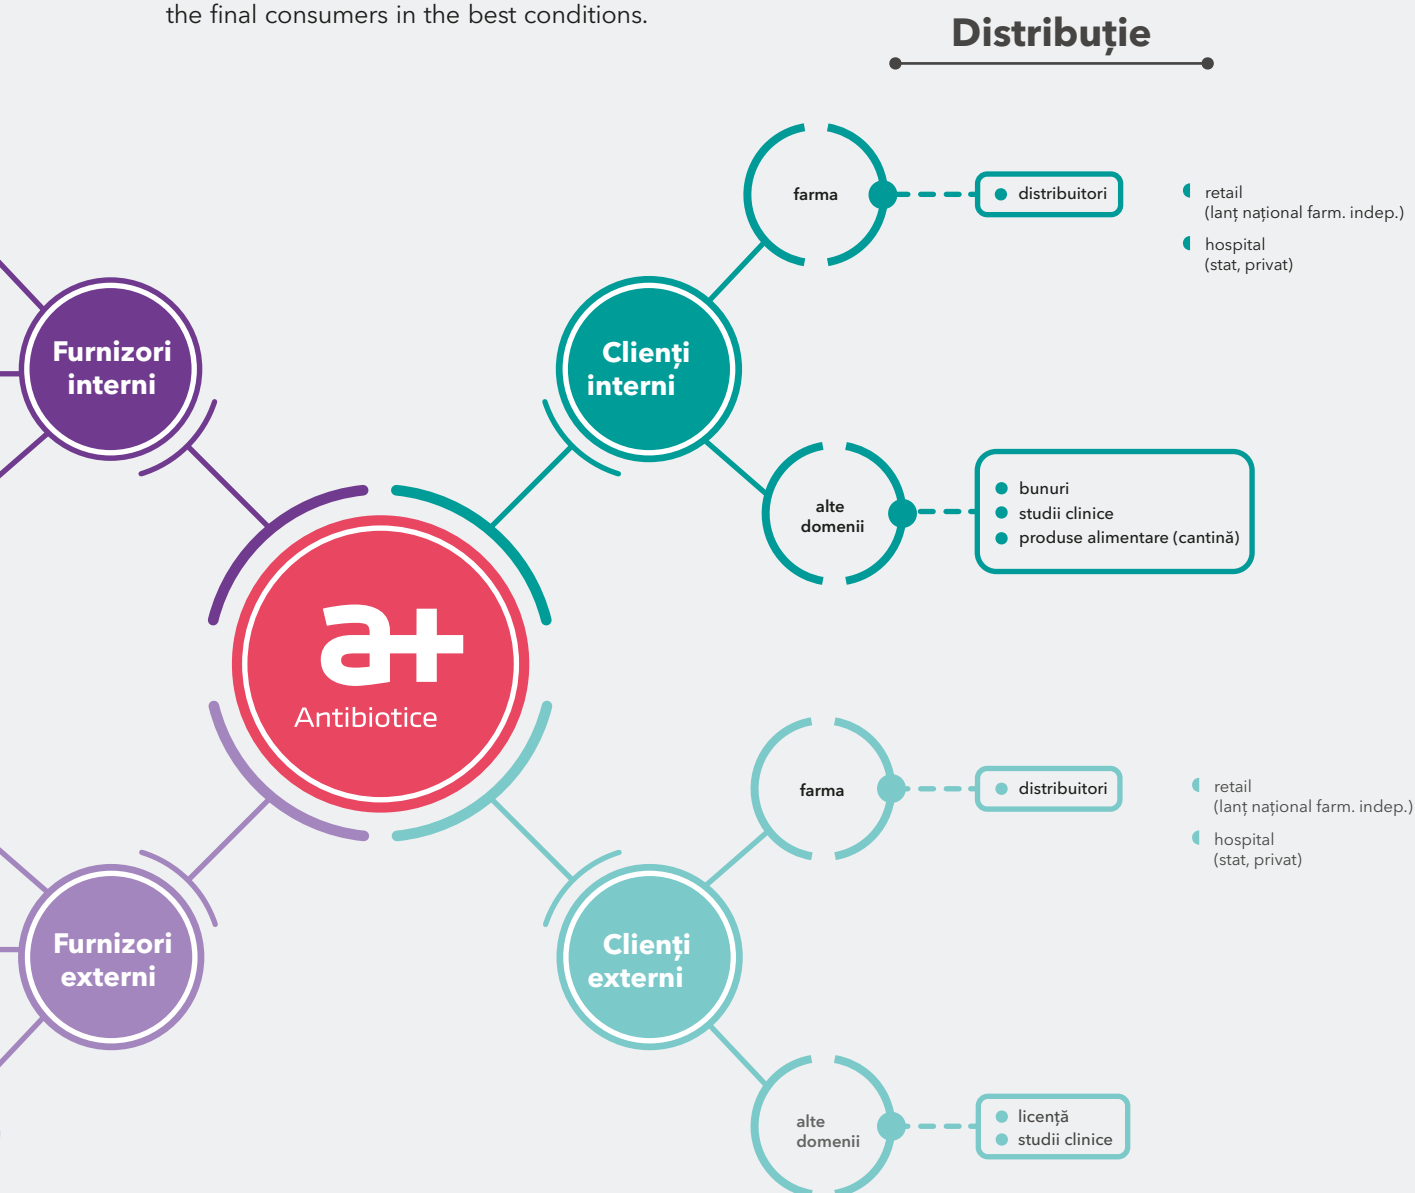 the final consumers in the best conditions.
Distribuție
farma
distribuitori
retail
(lanț național farm. indep.)
hospital
(stat, privat)
Furnizori
interni
Clienți
interni
alte
domenii
bunuri
studii clinice
produse alimentare (cantină)
a+
Antibiotice
farma
distribuitori
retail
(lanț național farm. indep.)
hospital
(stat, privat)
Furnizori
externi
Clienți
externi
alte
domenii
licență
studii clinice